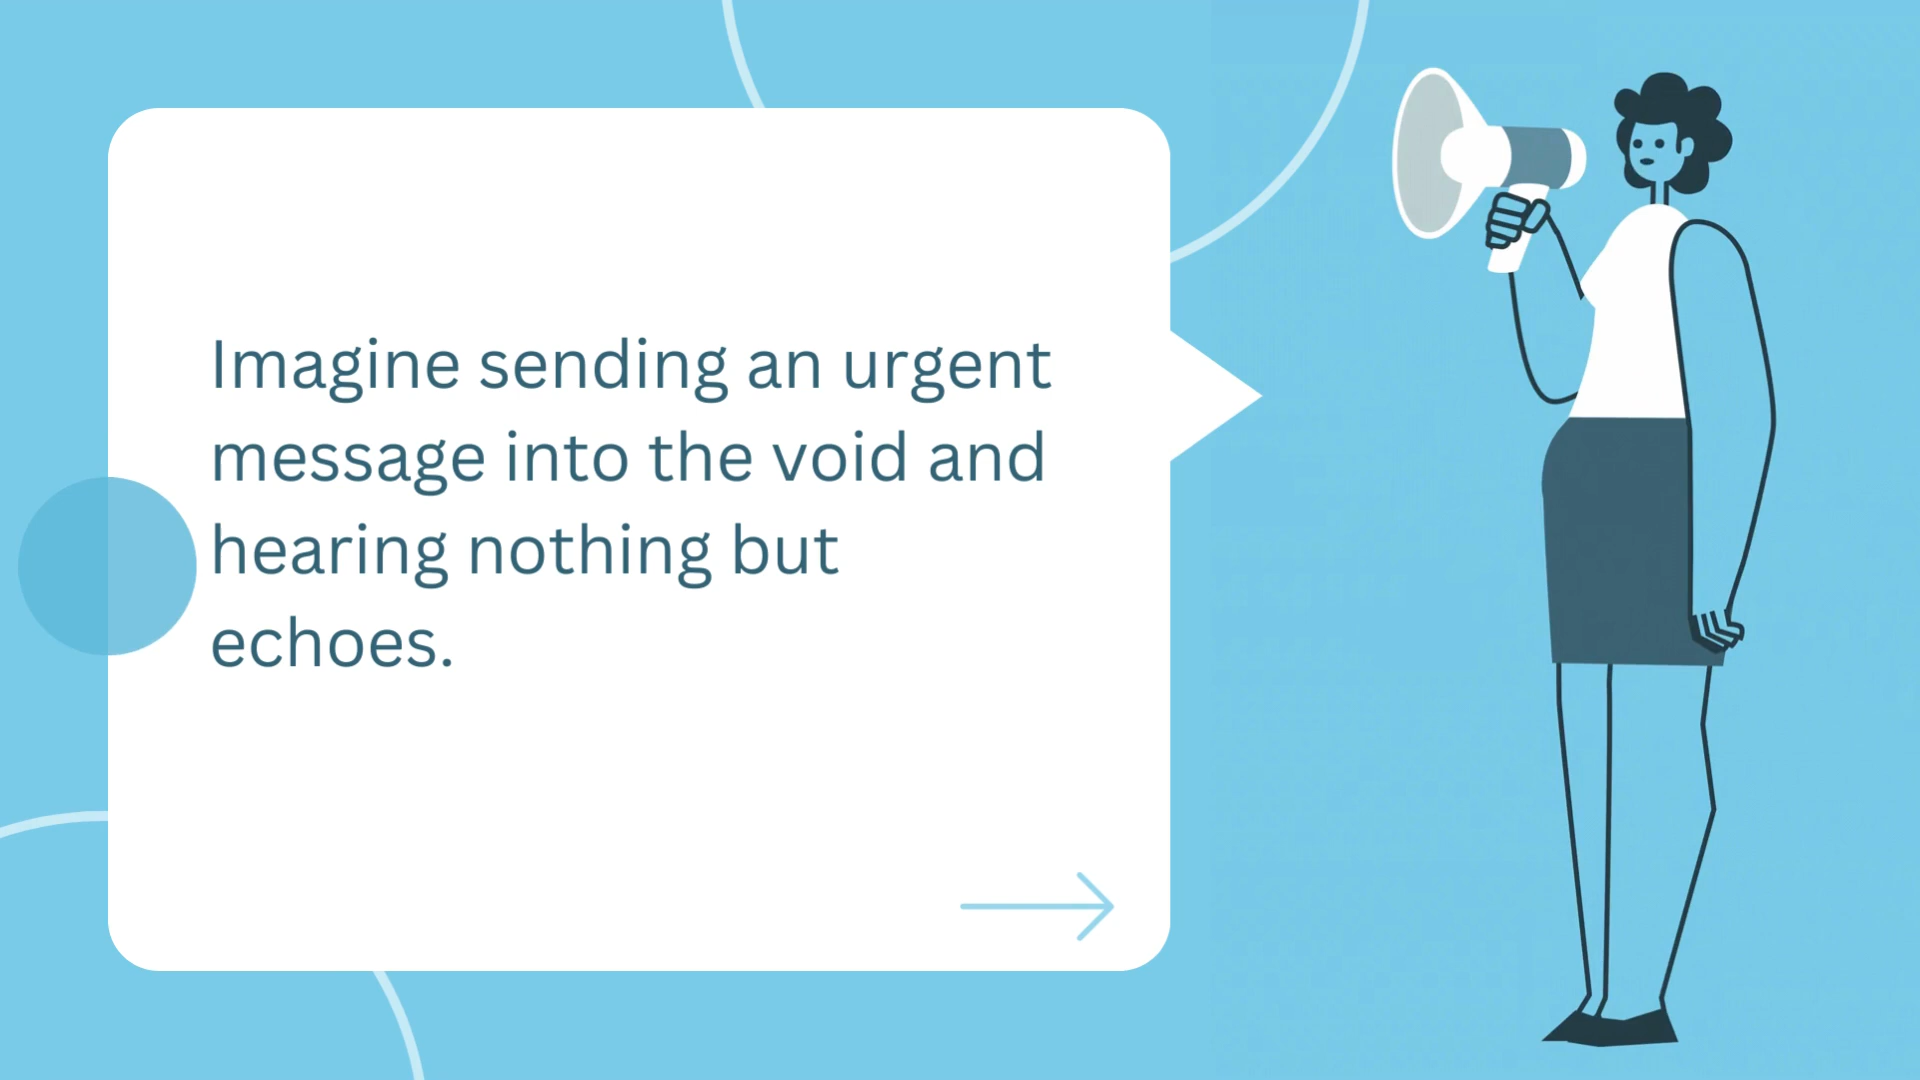 Imagine sending an urgent
message into the void and
hearing nothing but
echoes.